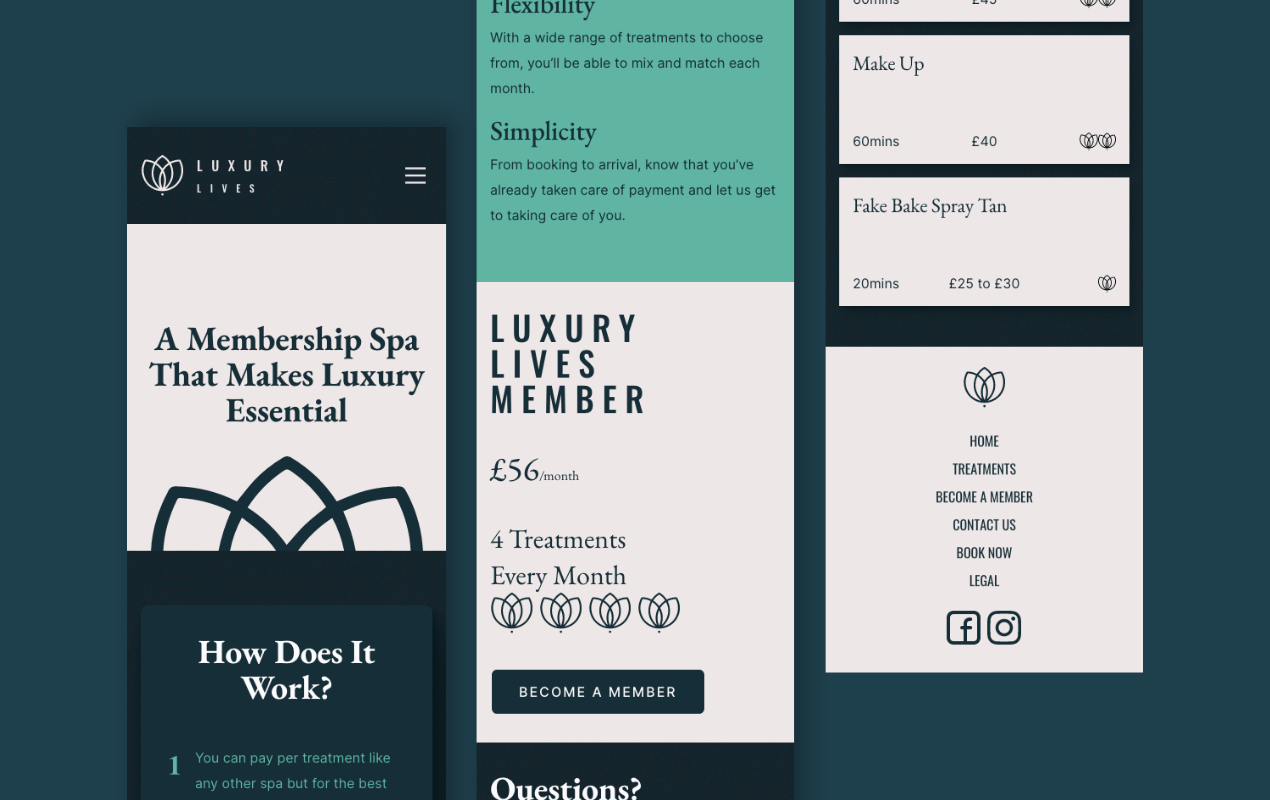 LUXURY
LIVES
A Membership Spa
That Makes Luxury
Essential
How Does It
Work?
1 You can pay per treatment like
any other spa but for the best
Flexibility
With a wide range of treatments to choose
from, you’ll be able to mix and match each
month.
Simplicity
From booking to arrival, know that you’ve
already taken care of payment and let us get
to taking care of you.
LUXURY
LIVES
MEMBER
£56/month
4 Treatments
Every Month
BECOME A MEMBER
Questions?
60mins £45
Make Up
60mins £40
Fake Bake Spray Tan
20mins £25 to £30
HOME
TREATMENTS
BECOME A MEMBER
CONTACT US
BOOK NOW
LEGAL